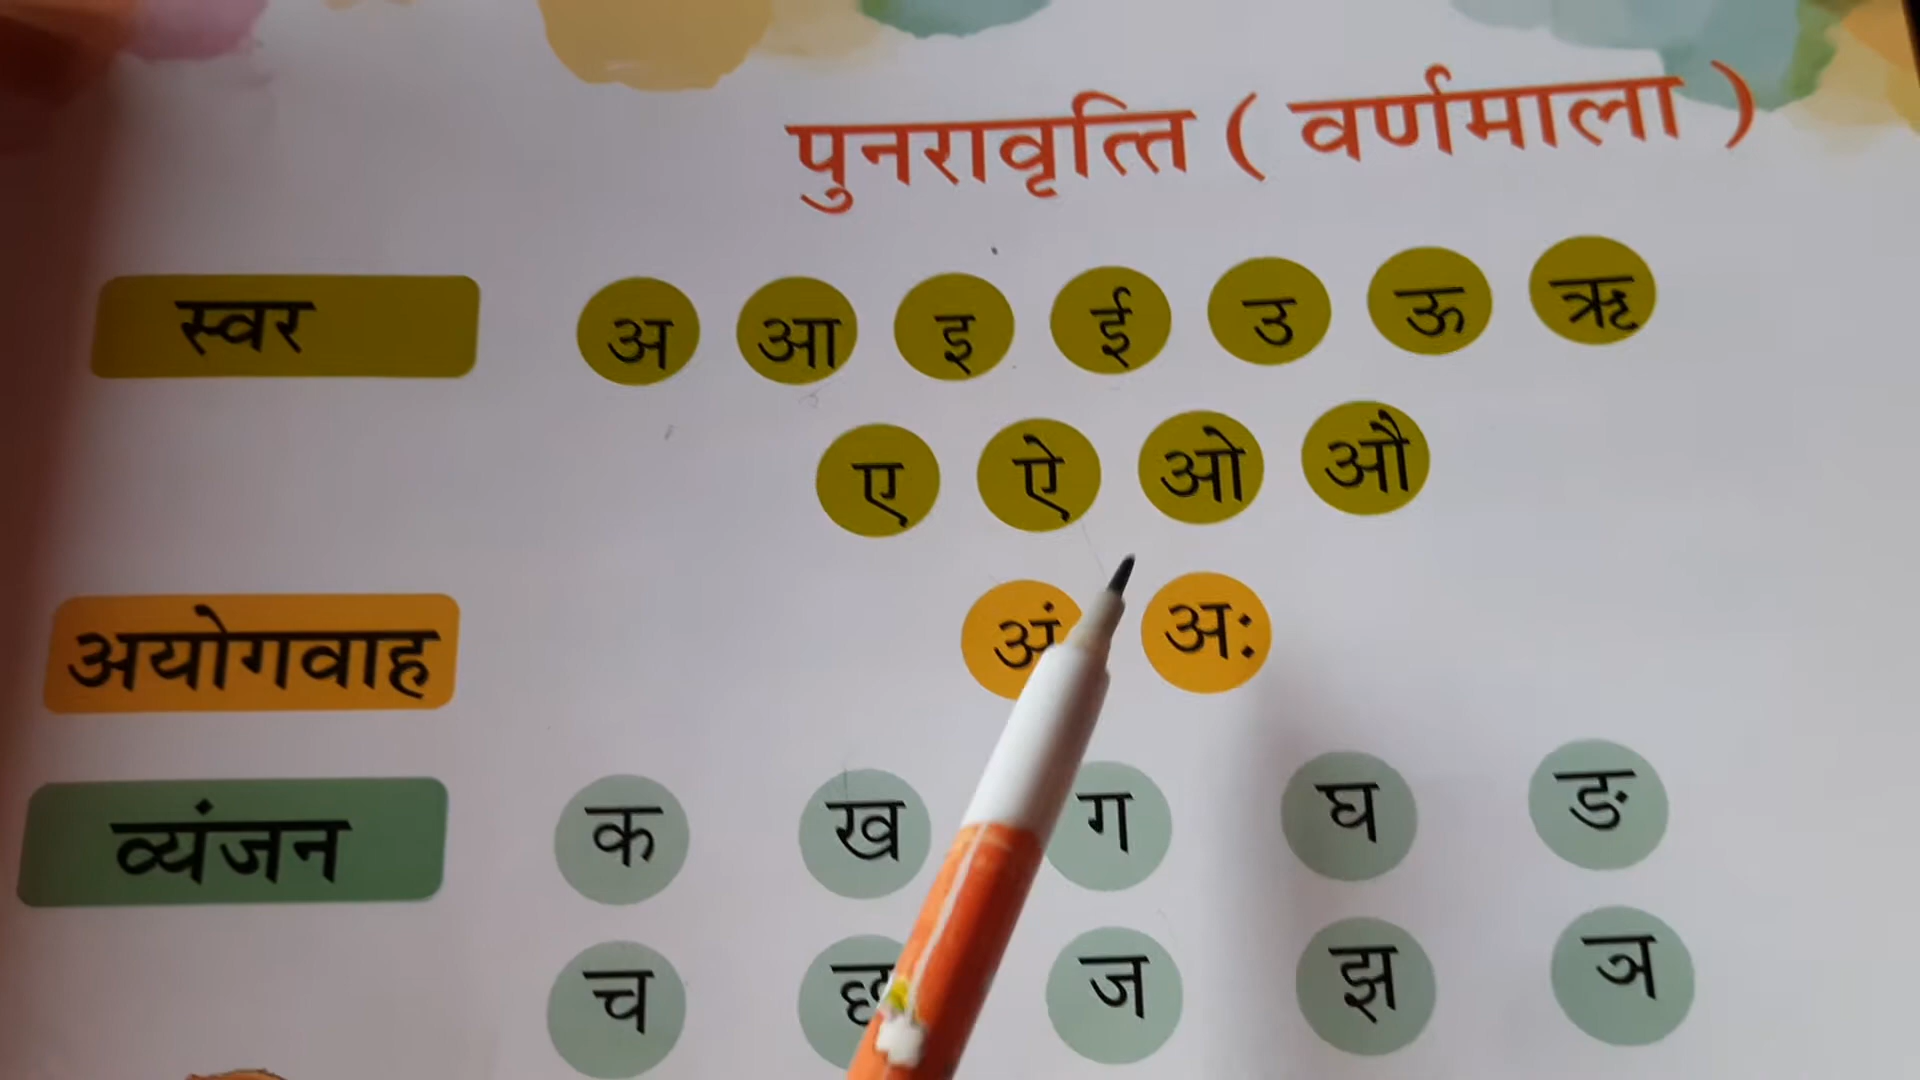 पुनरावृत्ति ( वर्णमाला )
स्वर अ आ इ ई उ ऊ ऋ
ए ऐ ओ औ
अयोगवाह अं अः
व्यंजन क ख ग घ ङ
च छ ज झ ञ